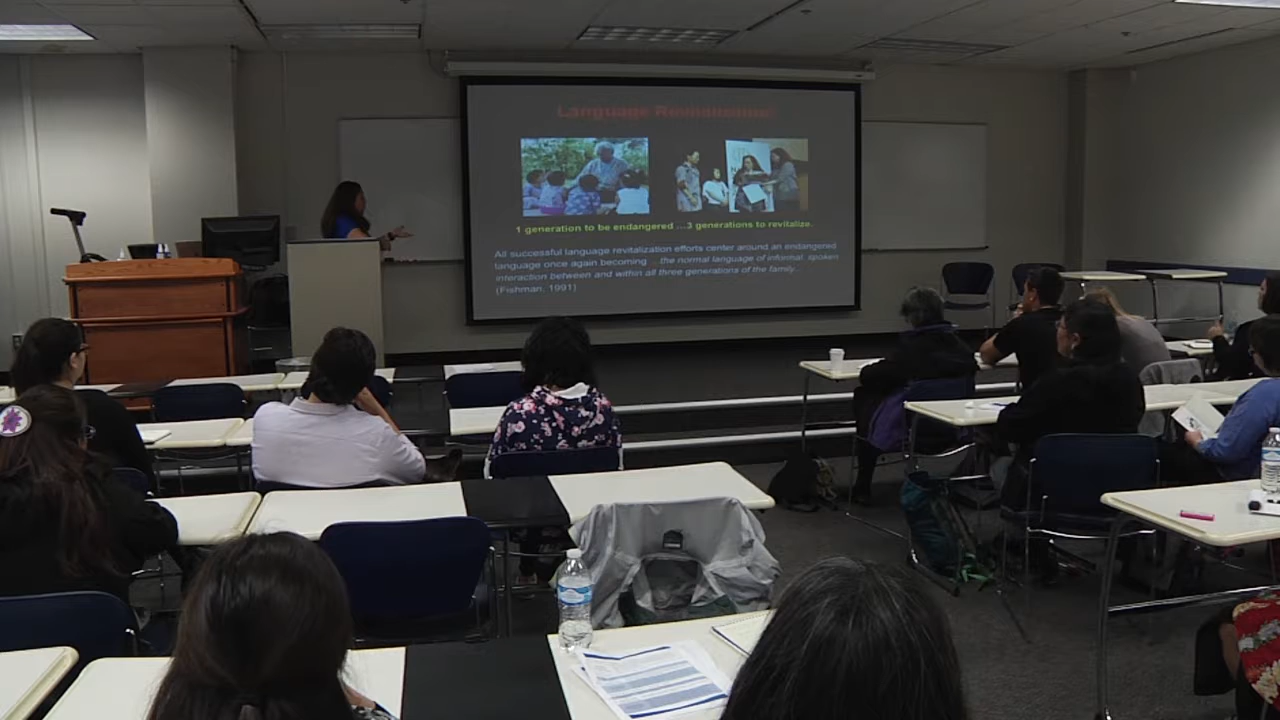 Language Revitalization
1 generation to be endangered ...3 generations to revitalize.
All successful language revitalization efforts center around an endangered
language once again becoming ...the normal language of informal spoken
interaction between and within all three generations of the family...
(Fishman, 1991)